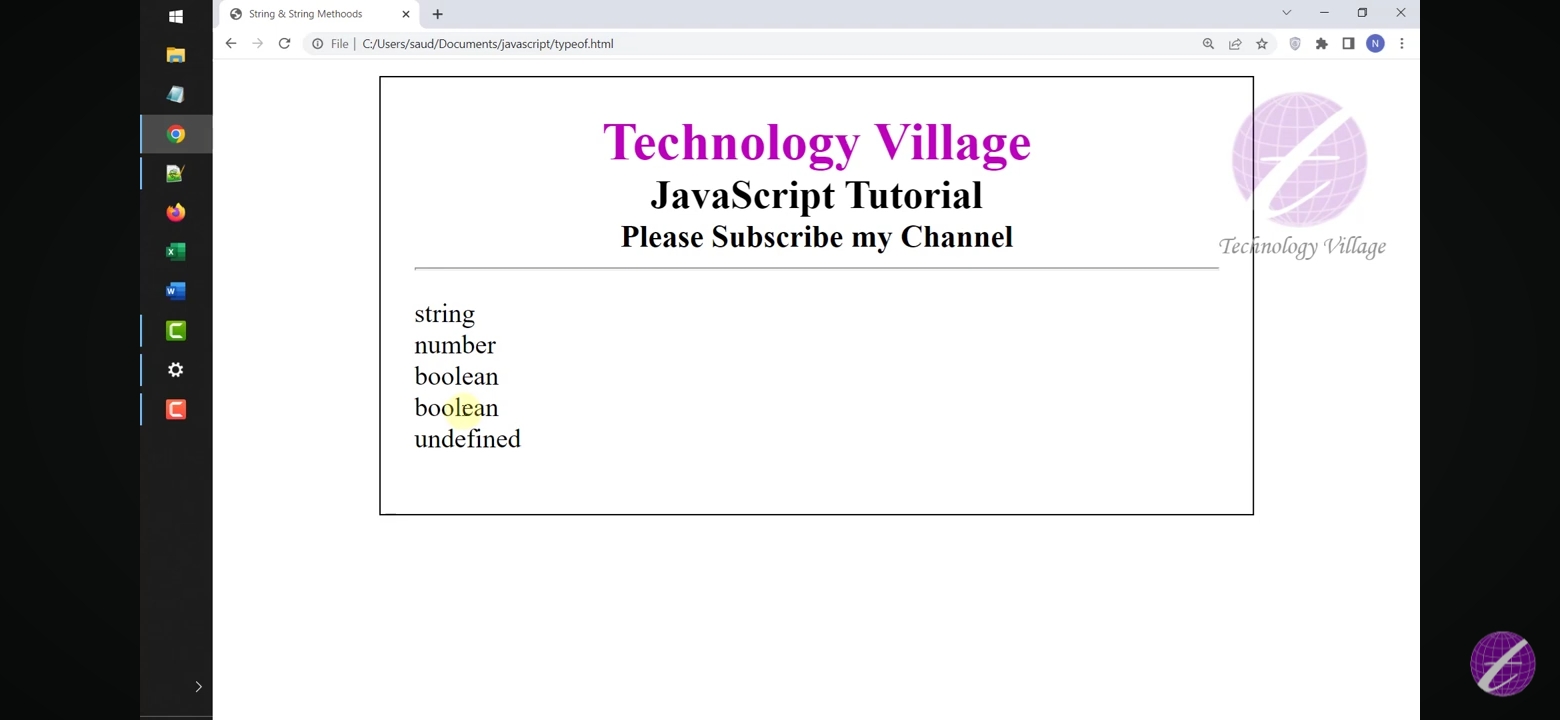 String & String Methoods
File
C:/Users/saud/Documents/javascript/typeof.html
N
Technology Village
JavaScript Tutorial
Please Subscribe my Channel
Technology Village
string
number
boolean
boolean
undefined